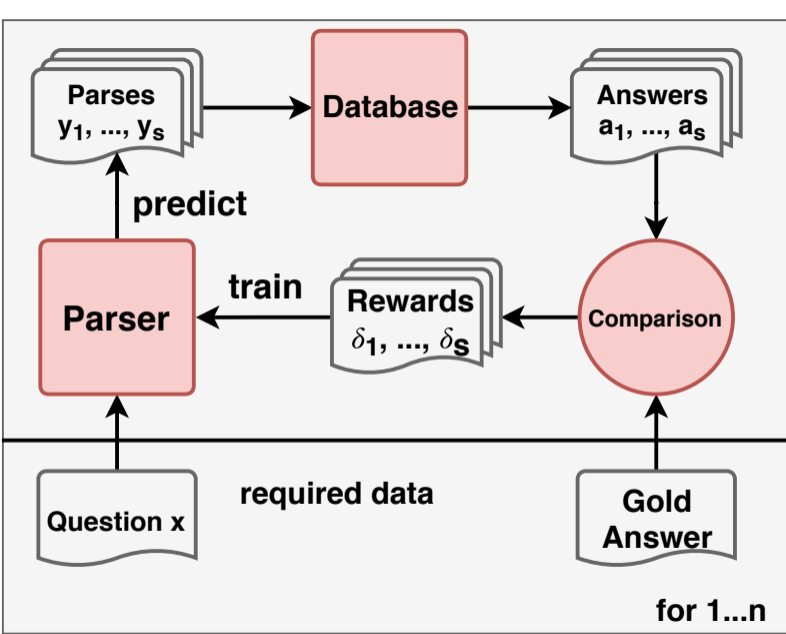 Parses
y1, ..., ys
Database
Answers
a1, ..., as
predict
Parser
train
Rewards
δ1, ..., δs
Comparison
Question x
required data
Gold
Answer
for 1...n